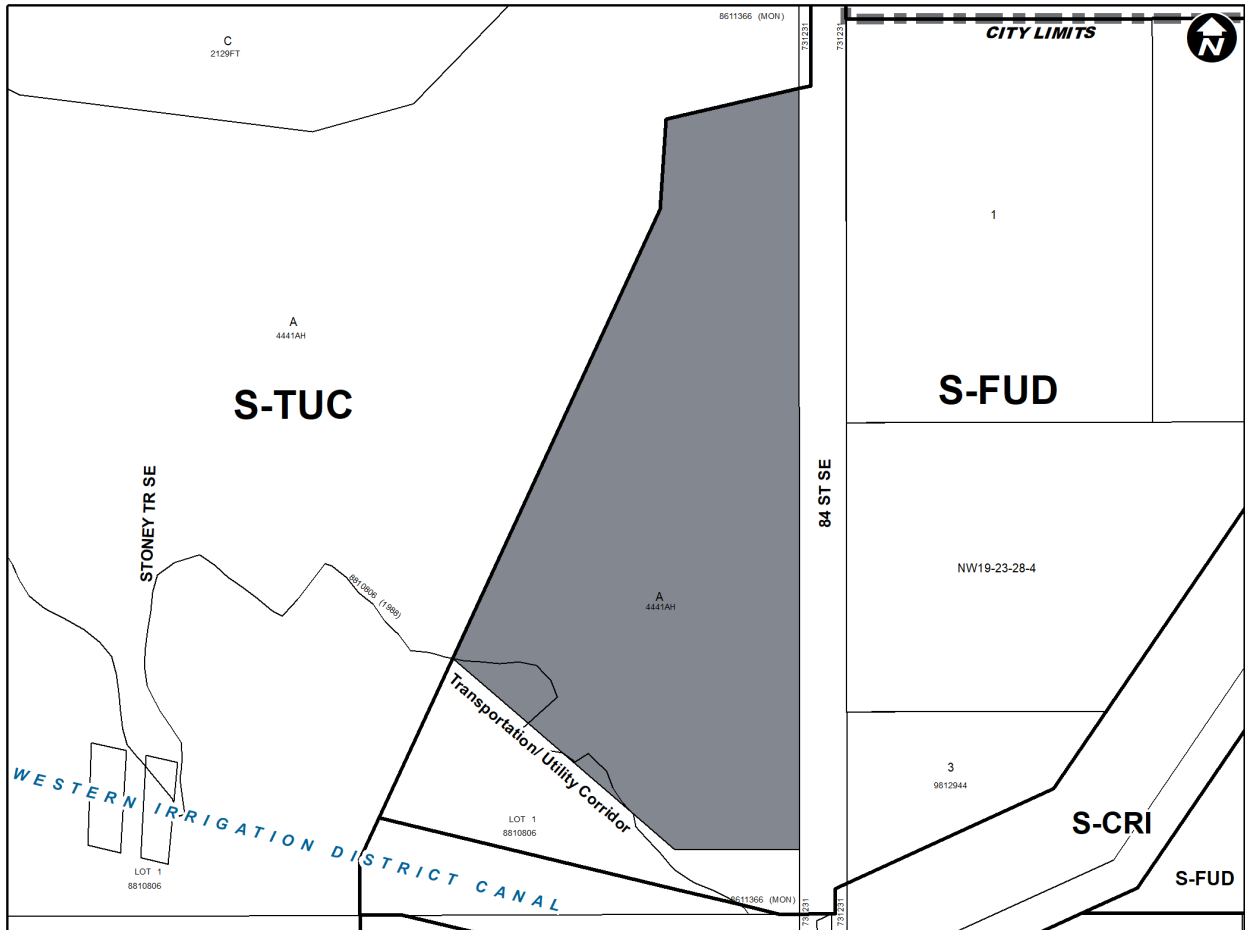 8611366 (MON)
731231
731231
CITY LIMITS
N
C
2129FT
1
A
4441AH
S-TUC
S-FUD
STONEY TR SE
84 ST SE
8810806 (1988)
NW19-23-28-4
A
4441AH
Transportation/ Utility Corridor
3
9812944
WESTERN IRRIGATION DISTRICT CANAL
LOT 1
8810806
S-CRI
LOT 1
8810806
S-FUD
8611366 (MON)
731231
731231